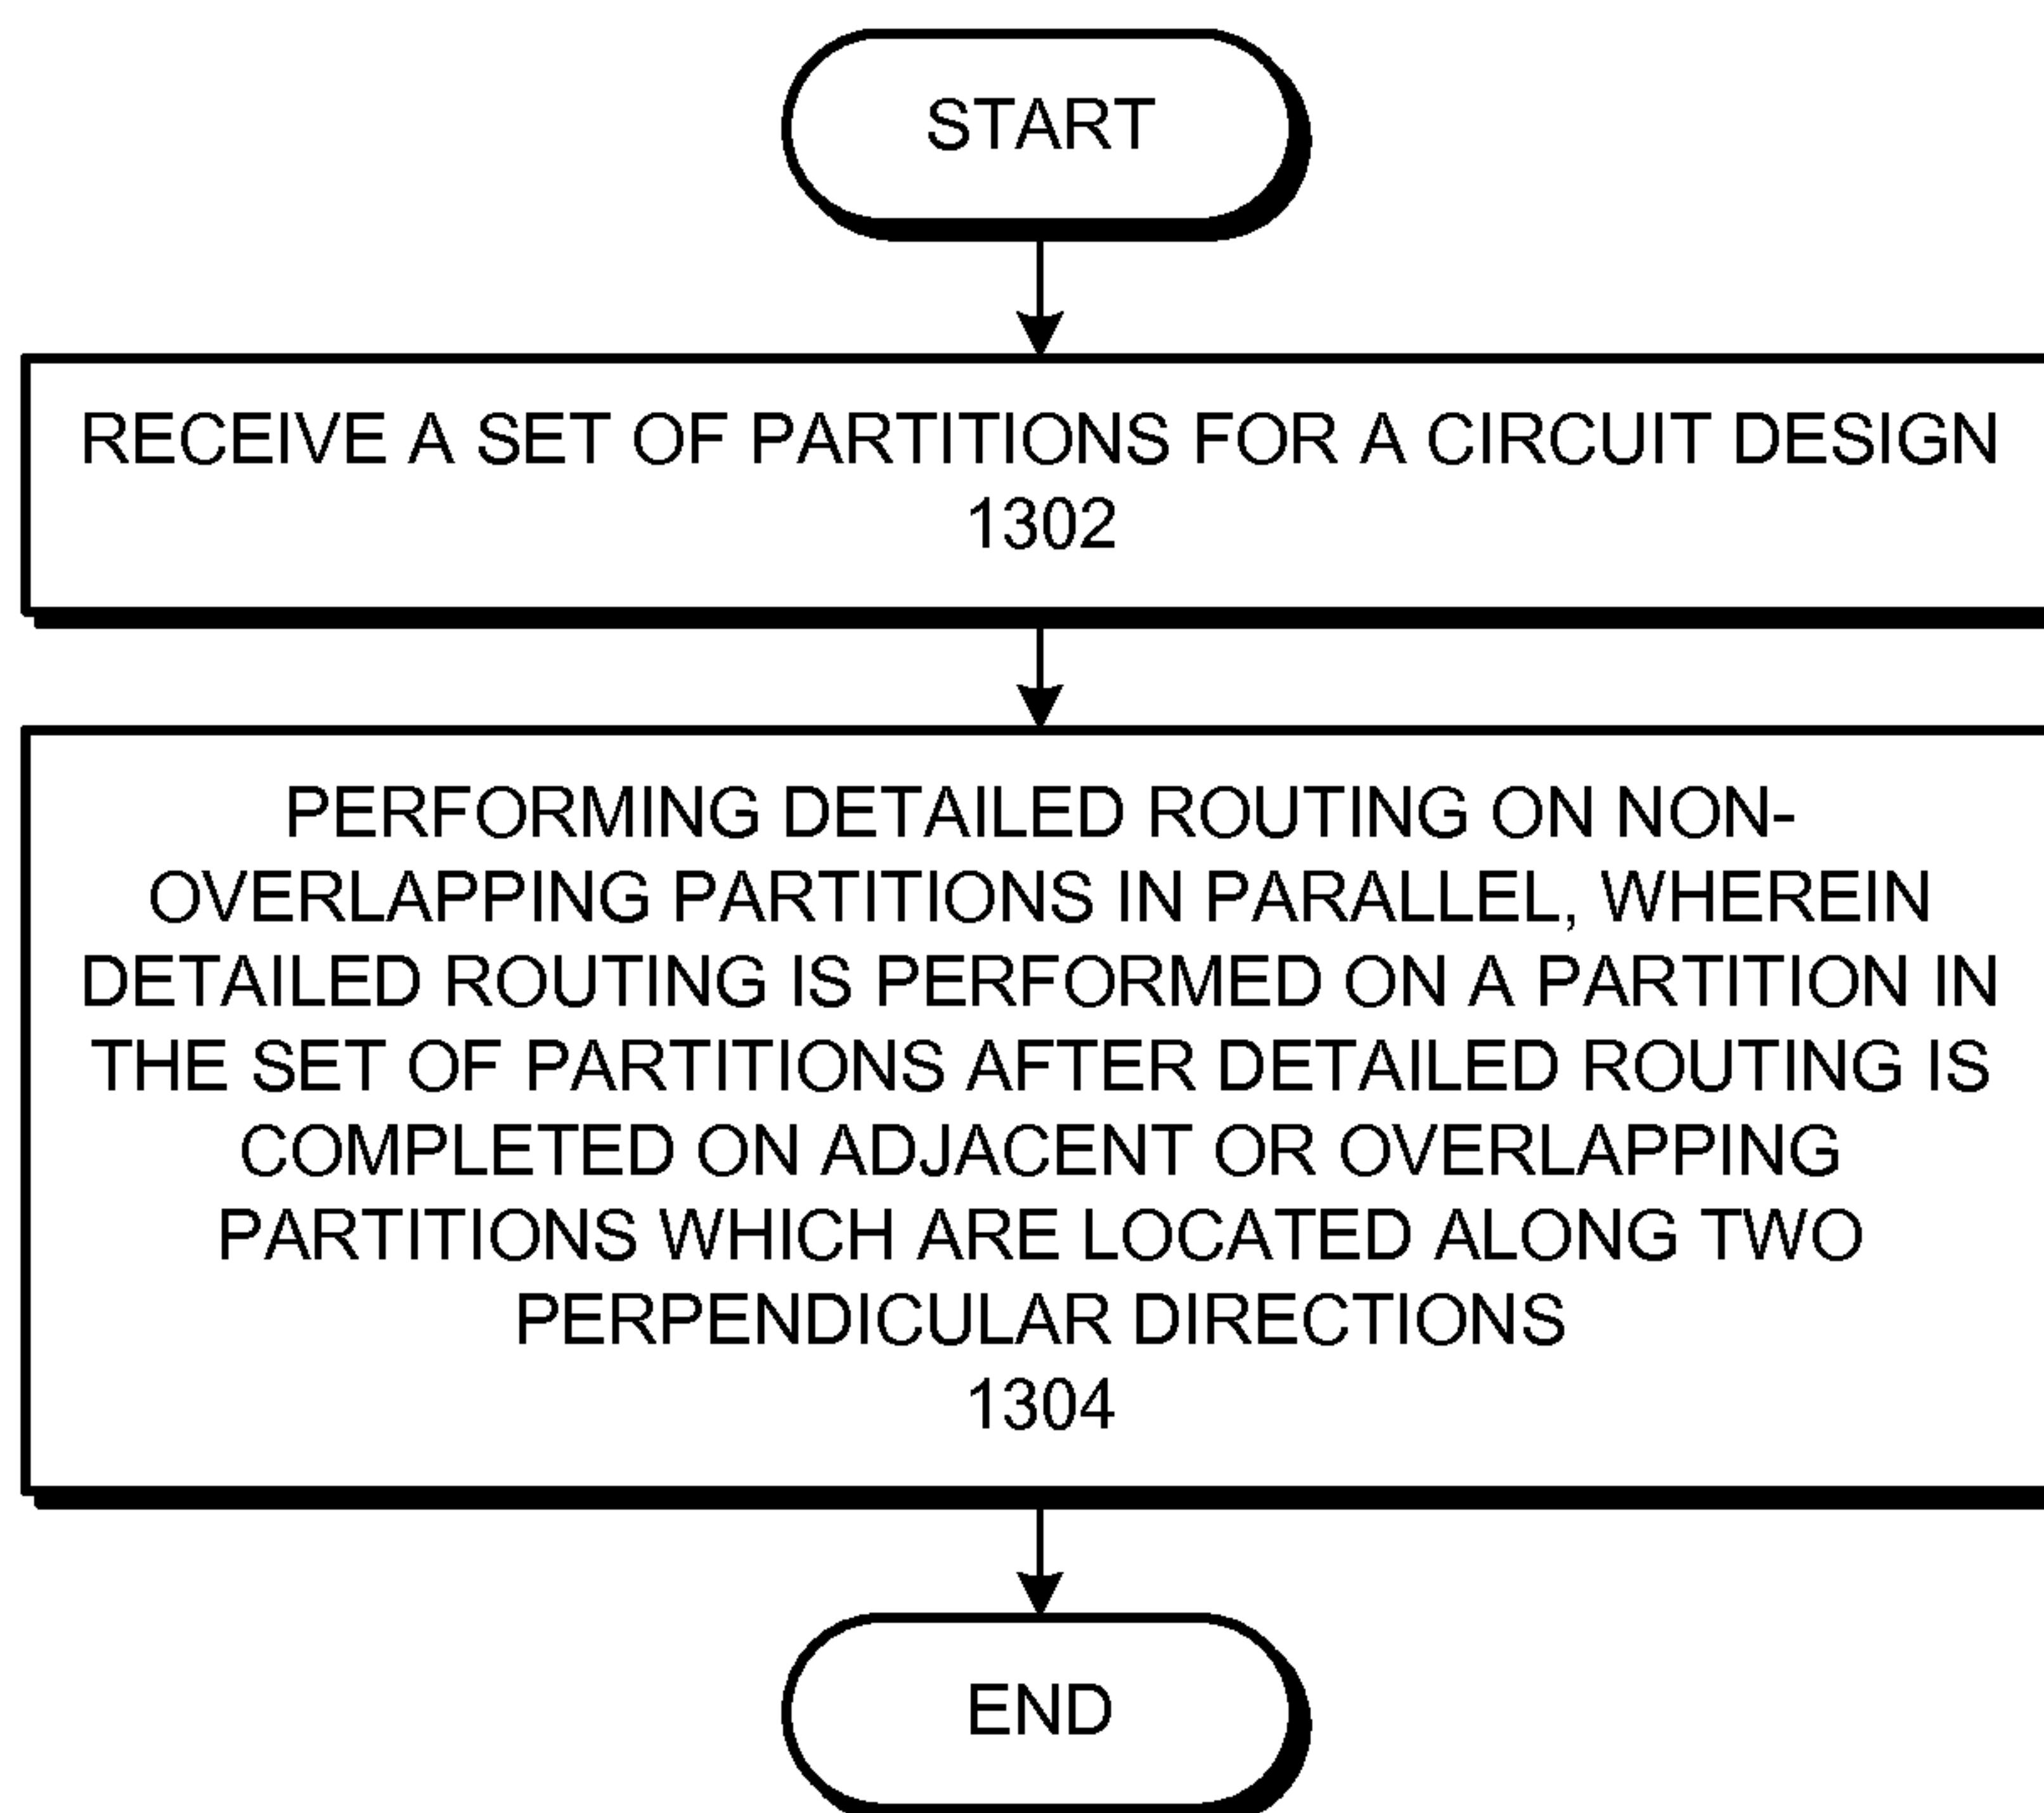 START
RECEIVE A SET OF PARTITIONS FOR A CIRCUIT DESIGN
1302
PERFORMING DETAILED ROUTING ON NON-
OVERLAPPING PARTITIONS IN PARALLEL, WHEREIN
DETAILED ROUTING IS PERFORMED ON A PARTITION IN
THE SET OF PARTITIONS AFTER DETAILED ROUTING IS
COMPLETED ON ADJACENT OR OVERLAPPING
PARTITIONS WHICH ARE LOCATED ALONG TWO
PERPENDICULAR DIRECTIONS
1304
END